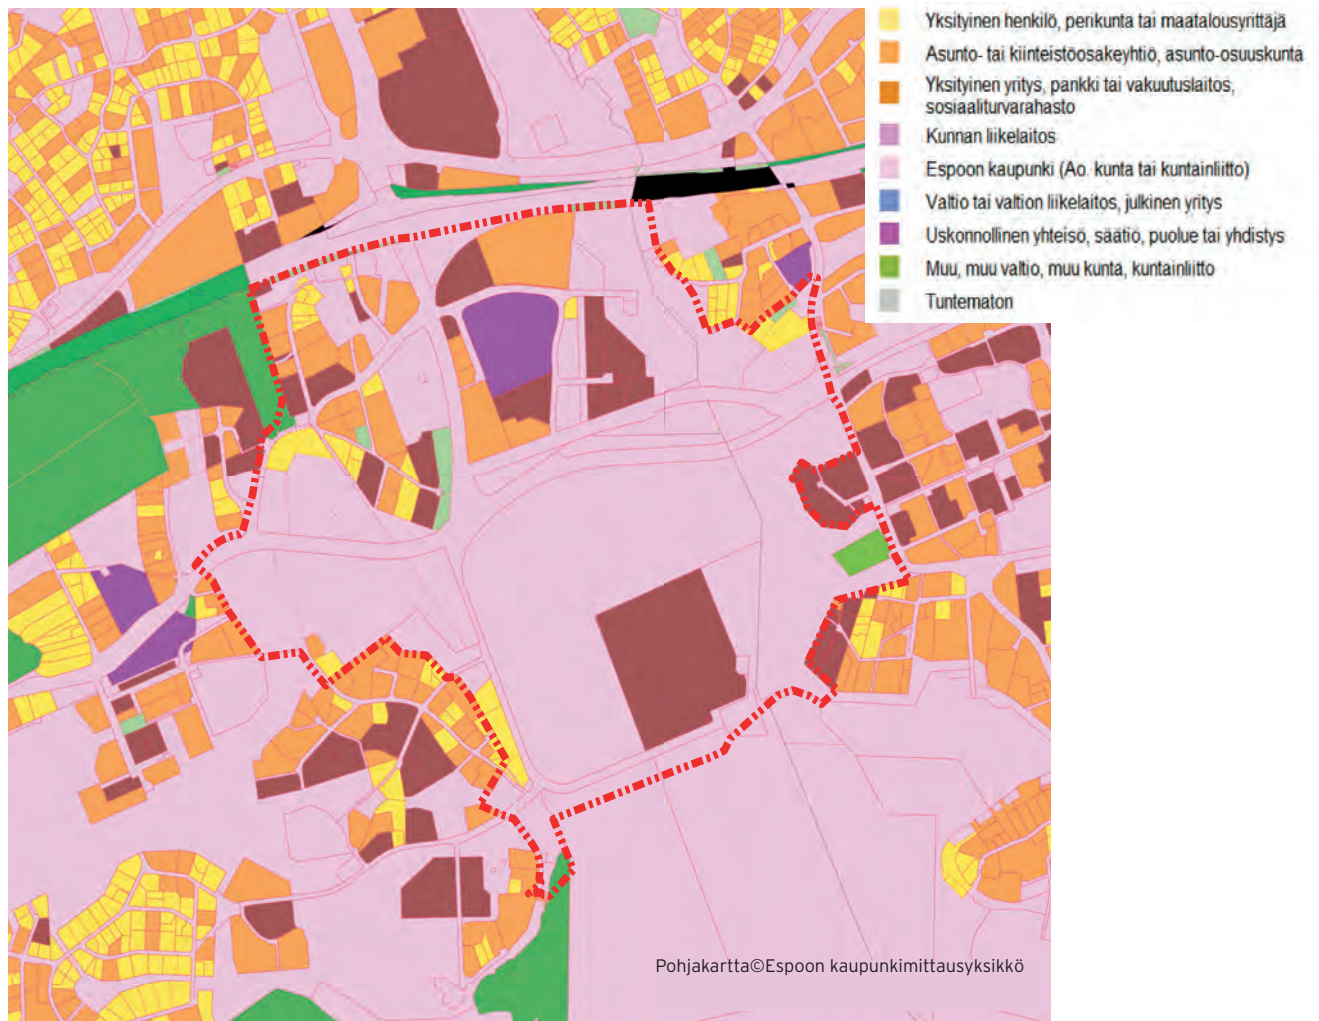 Yksityinen henkilö, perikunta tai maatalousyrittäjä
Asunto- tai kiinteistöosakeyhtiö, asunto-osuuskunta
Yksityinen yritys, pankki tai vakuutuslaitos,
sosiaaliturvarahasto
Kunnan liikelaitos
Espoon kaupunki (Ao. kunta tai kuntainliitto)
Valtio tai valtion liikelaitos, julkinen yritys
Uskonnollinen yhteisö, säätiö, puolue tai yhdistys
Muu, muu valtio, muu kunta, kuntainliitto
Tuntematon
Pohjakartta©Espoon kaupunkimittausyksikkö